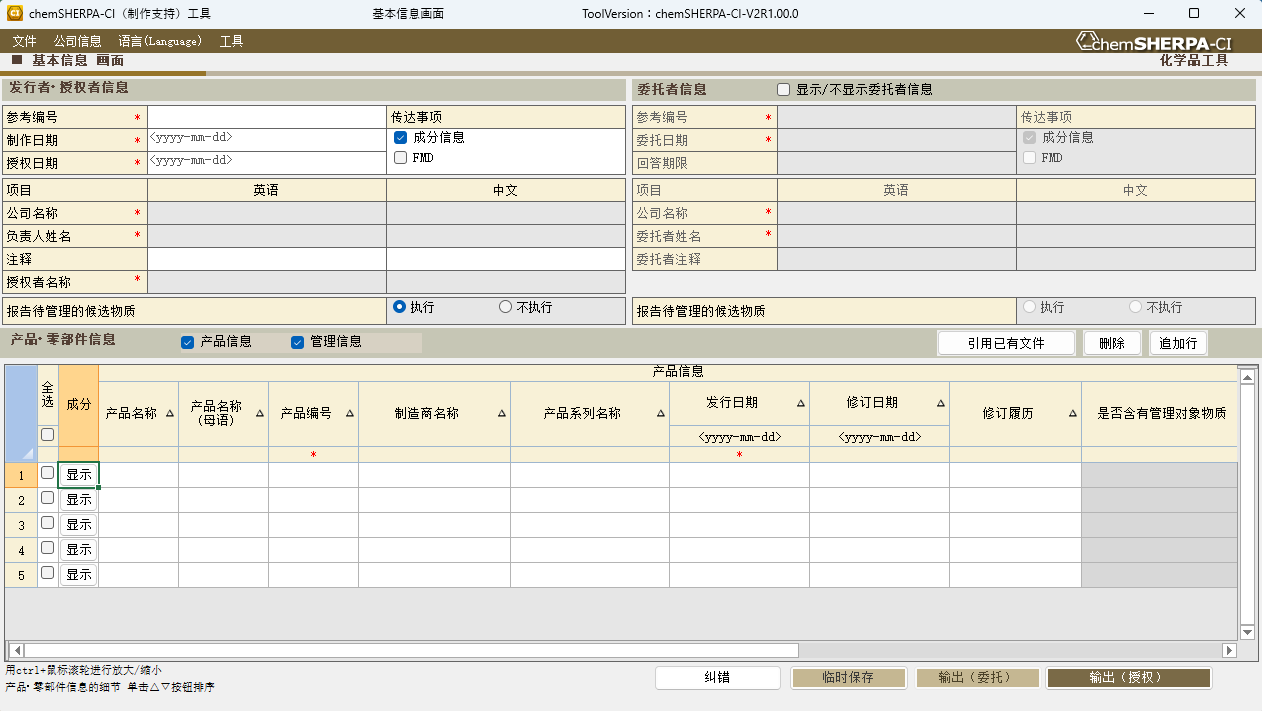 chemSHERPA-CI（制作支持）工具 基本信息画面 ToolVersion：chemSHERPA-CI-V2R1.00.0
文件 公司信息 语言(Language) 工具 chemSHERPA-CI
■ 基本信息 画面 化学品工具
发行者·授权者信息 委托者信息 显示/不显示委托者信息
参考编号 * 传达事项 参考编号 * 传达事项
制作日期 * <yyyy-mm-dd> 成分信息 委托日期 * 成分信息
授权日期 * <yyyy-mm-dd> FMD 回答期限 FMD
项目 英语 中文 项目 英语 中文
公司名称 * 公司名称 *
负责人姓名 * 委托者姓名 *
注释 委托者注释
授权者名称 *
报告待管理的候选物质 执行 不执行 报告待管理的候选物质 执行 不执行
产品·零部件信息 产品信息 管理信息 引用已有文件 删除 追加行
产品信息
全选 成分 产品名称 △ 产品名称（母语） △ 产品编号 △ 制造商名称 △ 产品系列名称 △ 发行日期 △ 修订日期 △ 修订履历 △ 是否含有管理对象物质
<yyyy-mm-dd> <yyyy-mm-dd>
* *
1 显示
2 显示
3 显示
4 显示
5 显示
用ctrl+鼠标滚轮进行放大/缩小
产品·零部件信息的细节 单击△▽按钮排序
纠错 临时保存 输出（委托） 输出（授权）